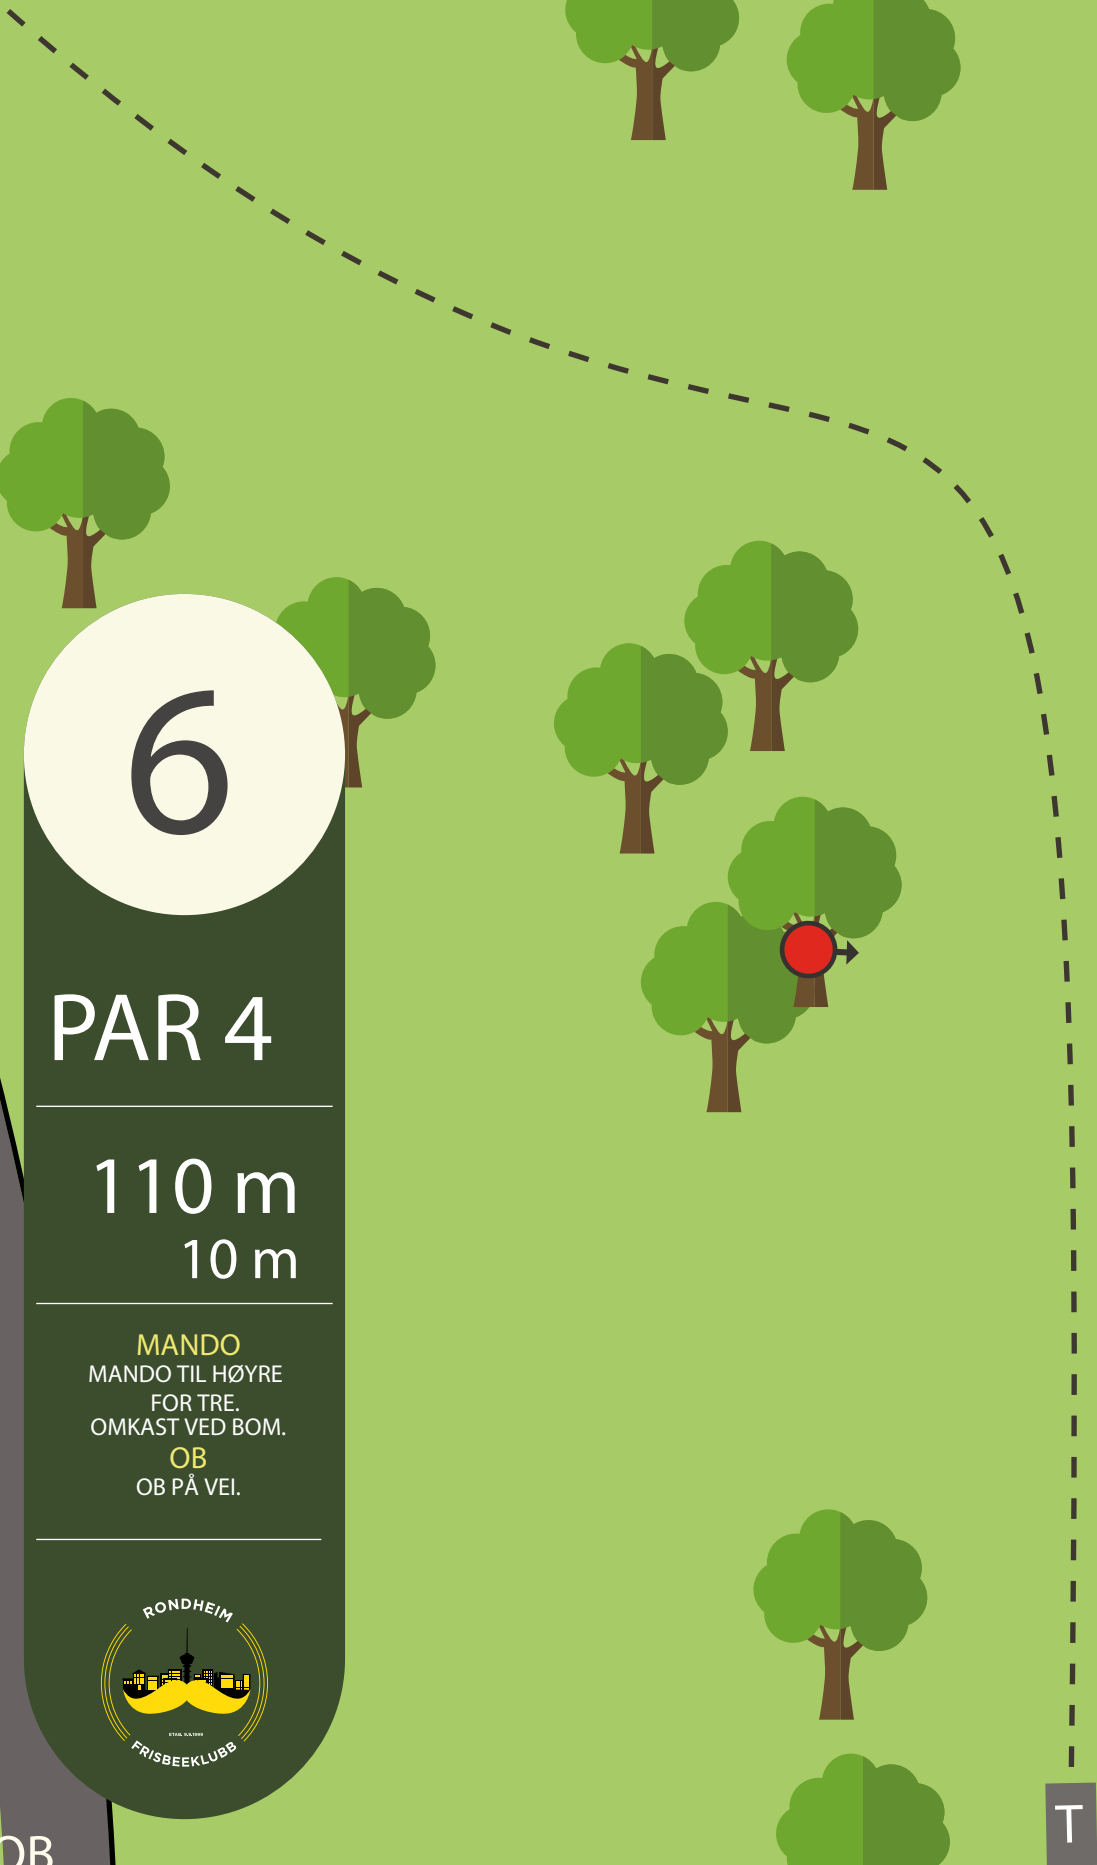 6
PAR 4
110 m
10 m
MANDO
MANDO TIL HØYRE
FOR TRE.
OMKAST VED BOM.
OB
OB PÅ VEI.
RONDHEIM
FRISBEEKLUBB
OB
T